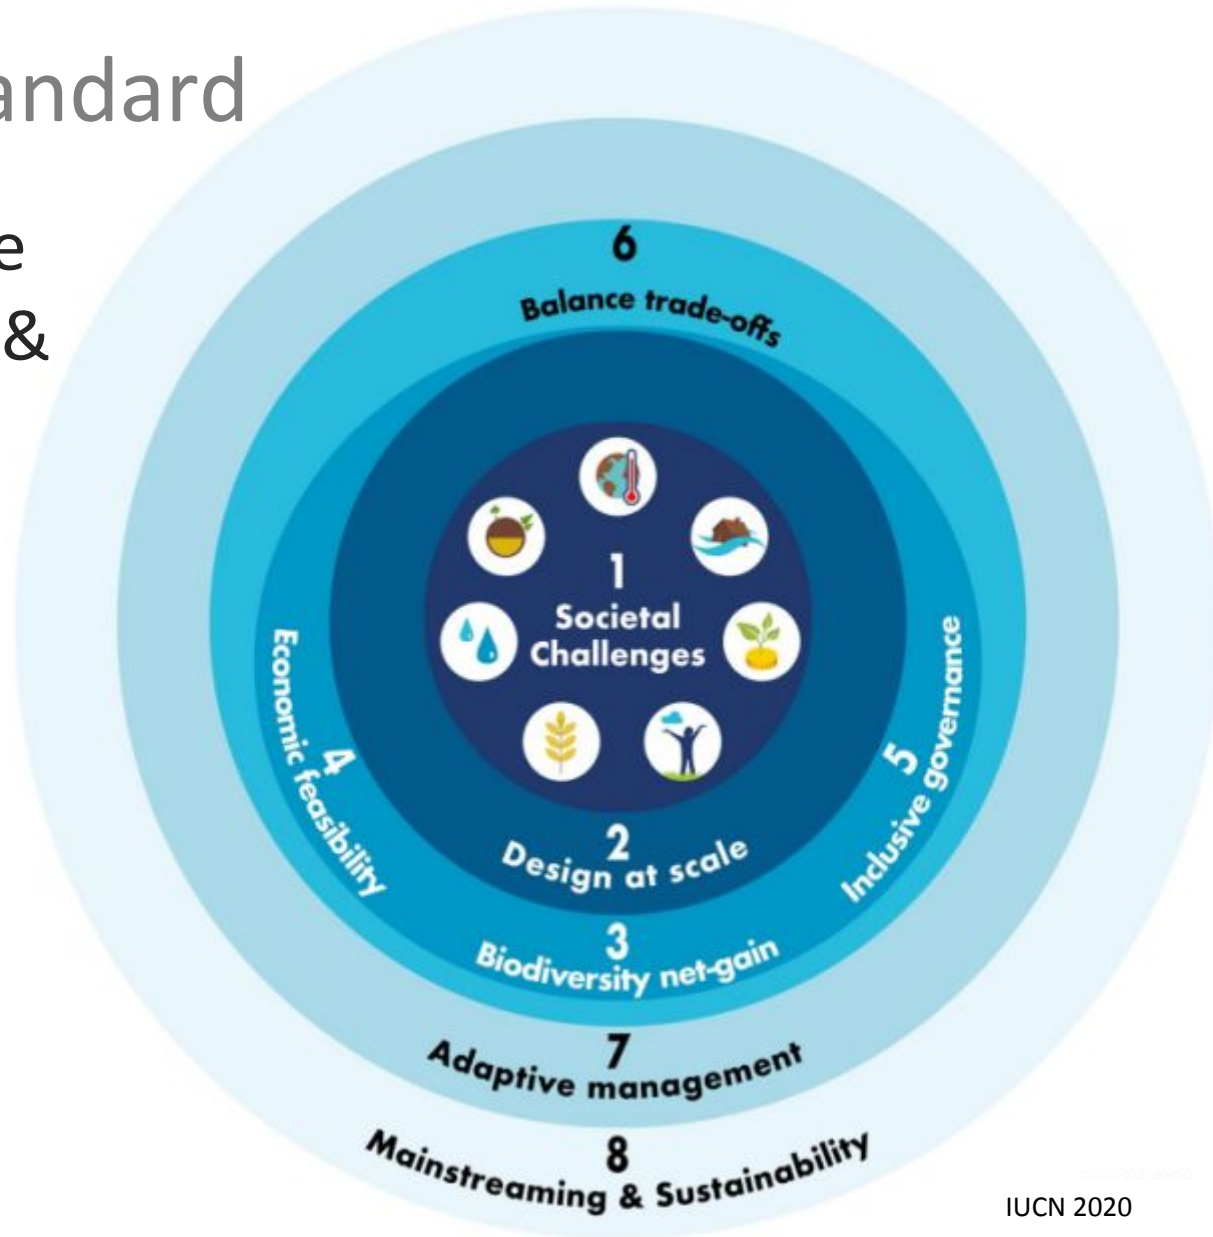 andard
e
&
6
Balance trade-offs
1
Societal
Challenges
4
Economic feasibility
5
Inclusive governance
2
Design at scale
3
Biodiversity net-gain
7
Adaptive management
8
Mainstreaming & Sustainability
IUCN 2020